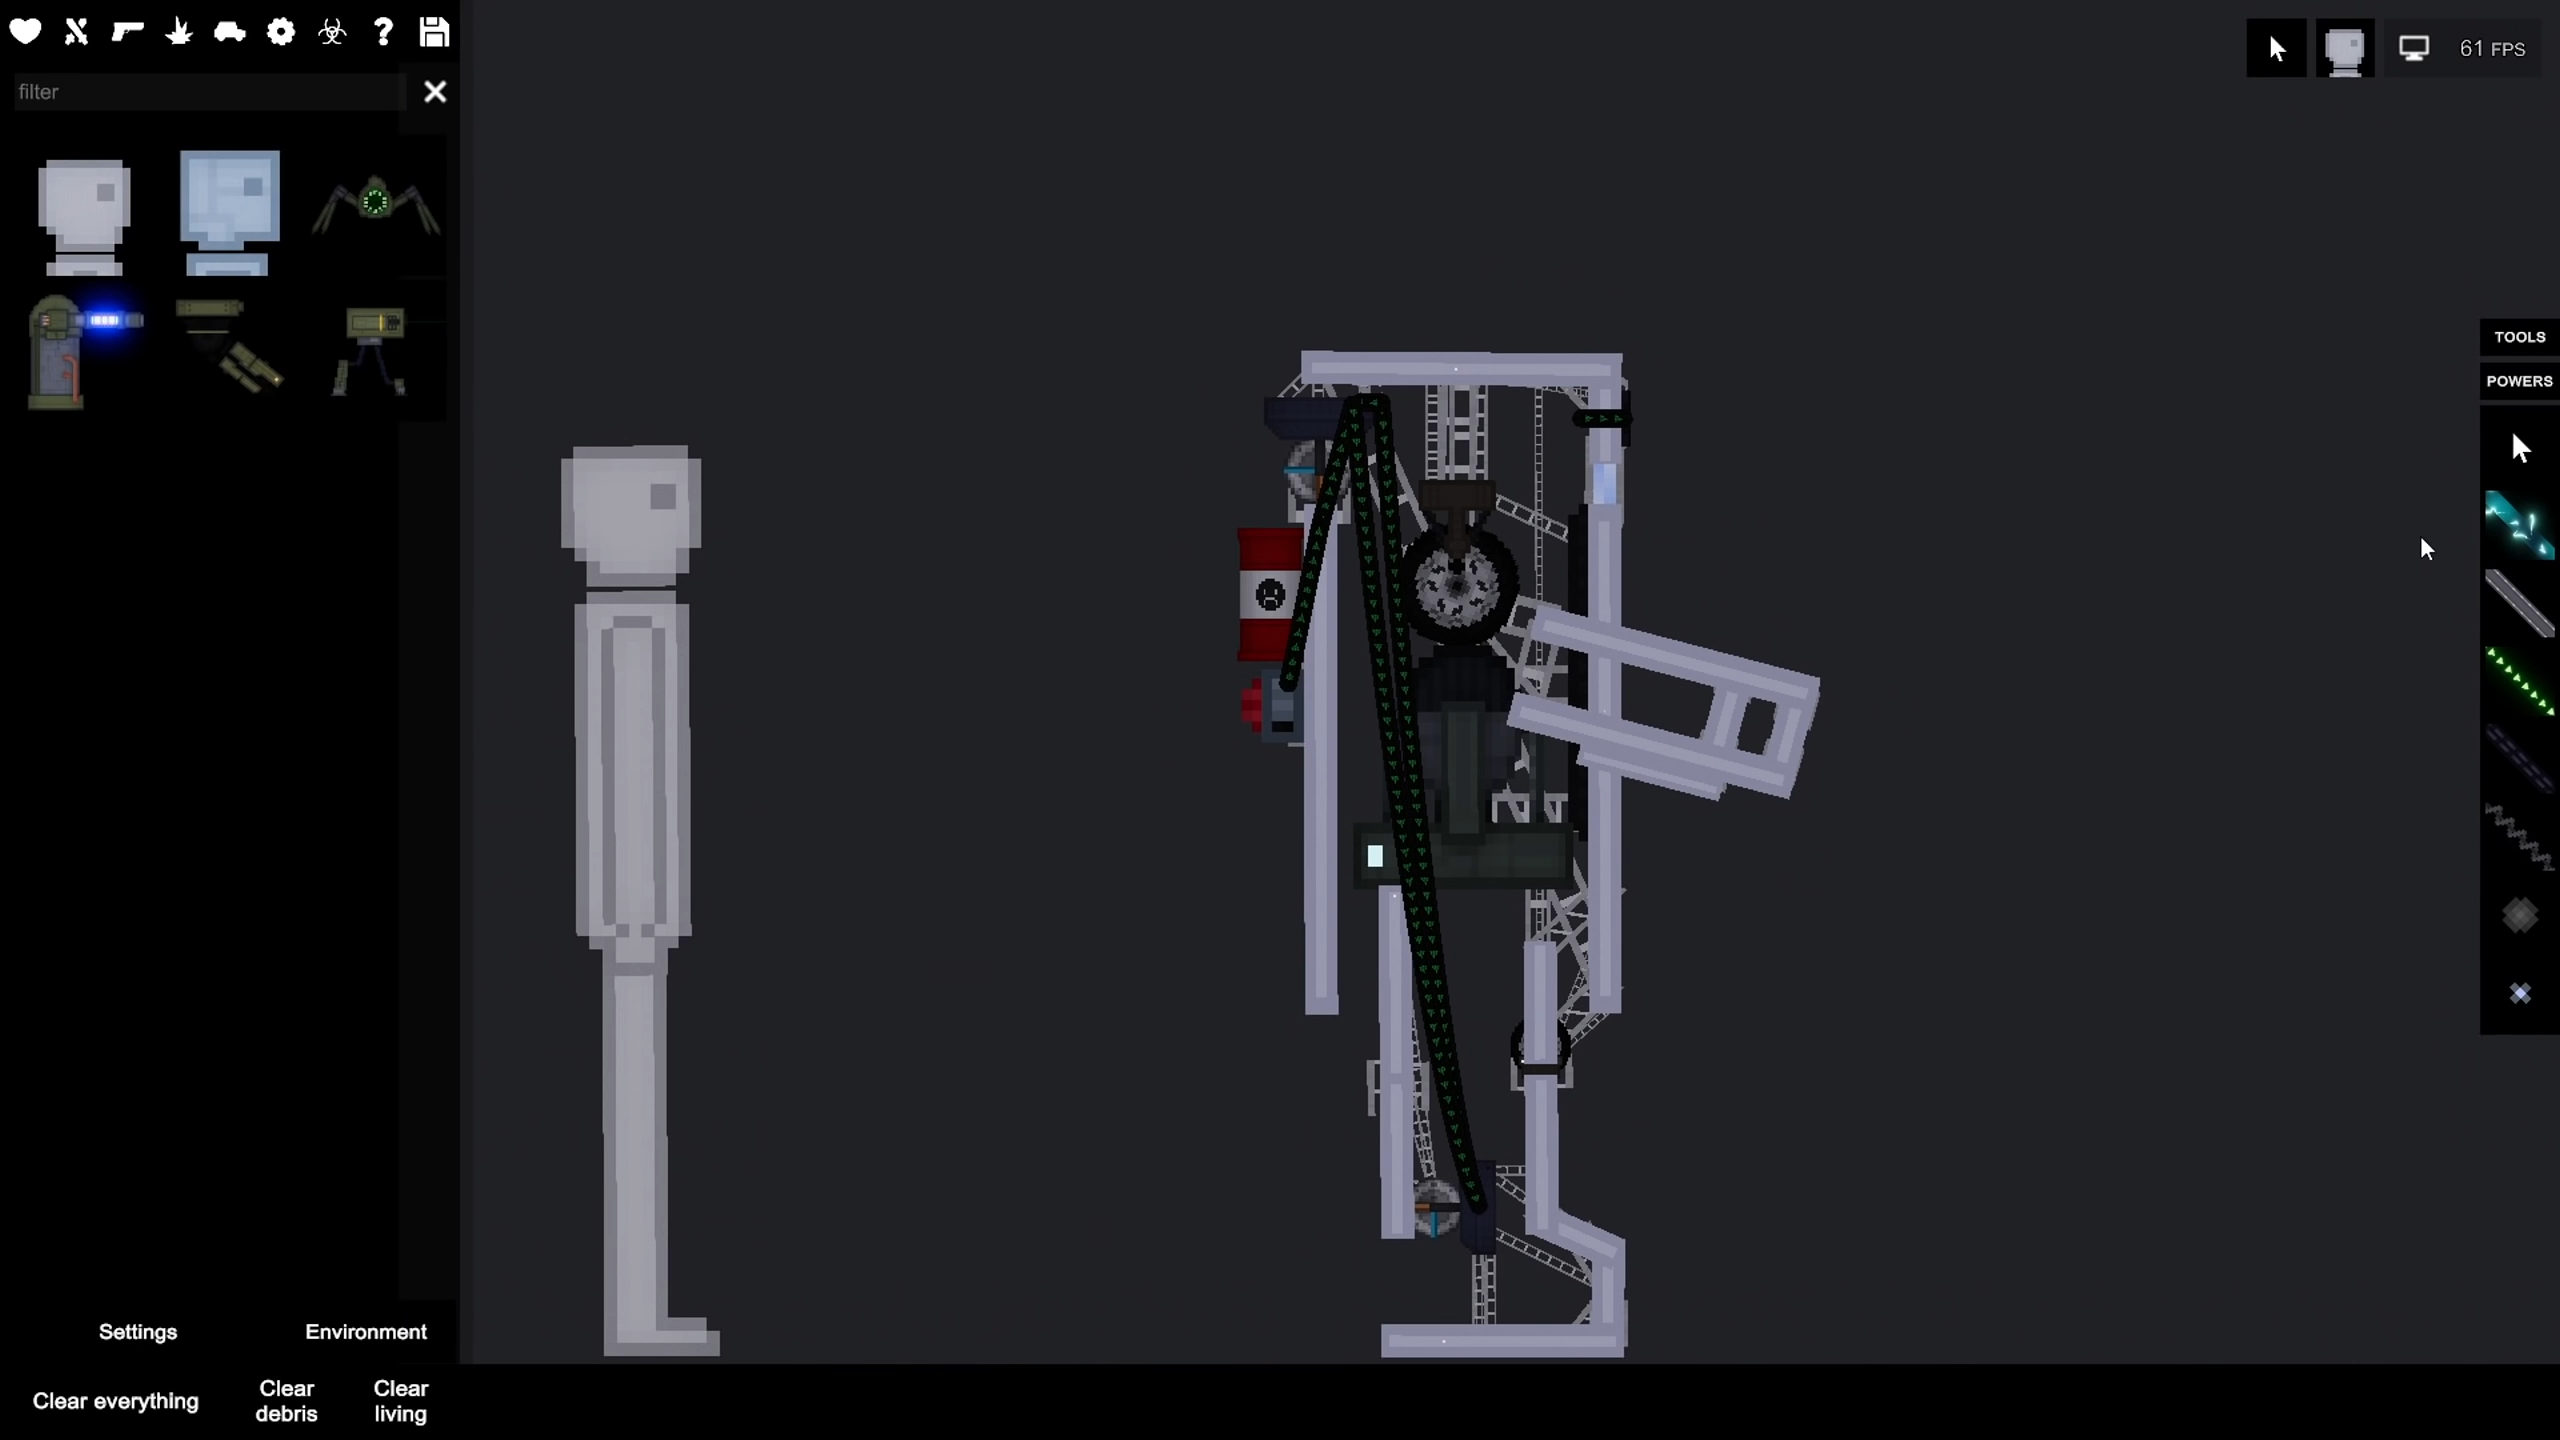 filter
61 FPS
TOOLS
POWERS
Settings
Environment
Clear everything
Clear
debris
Clear
living